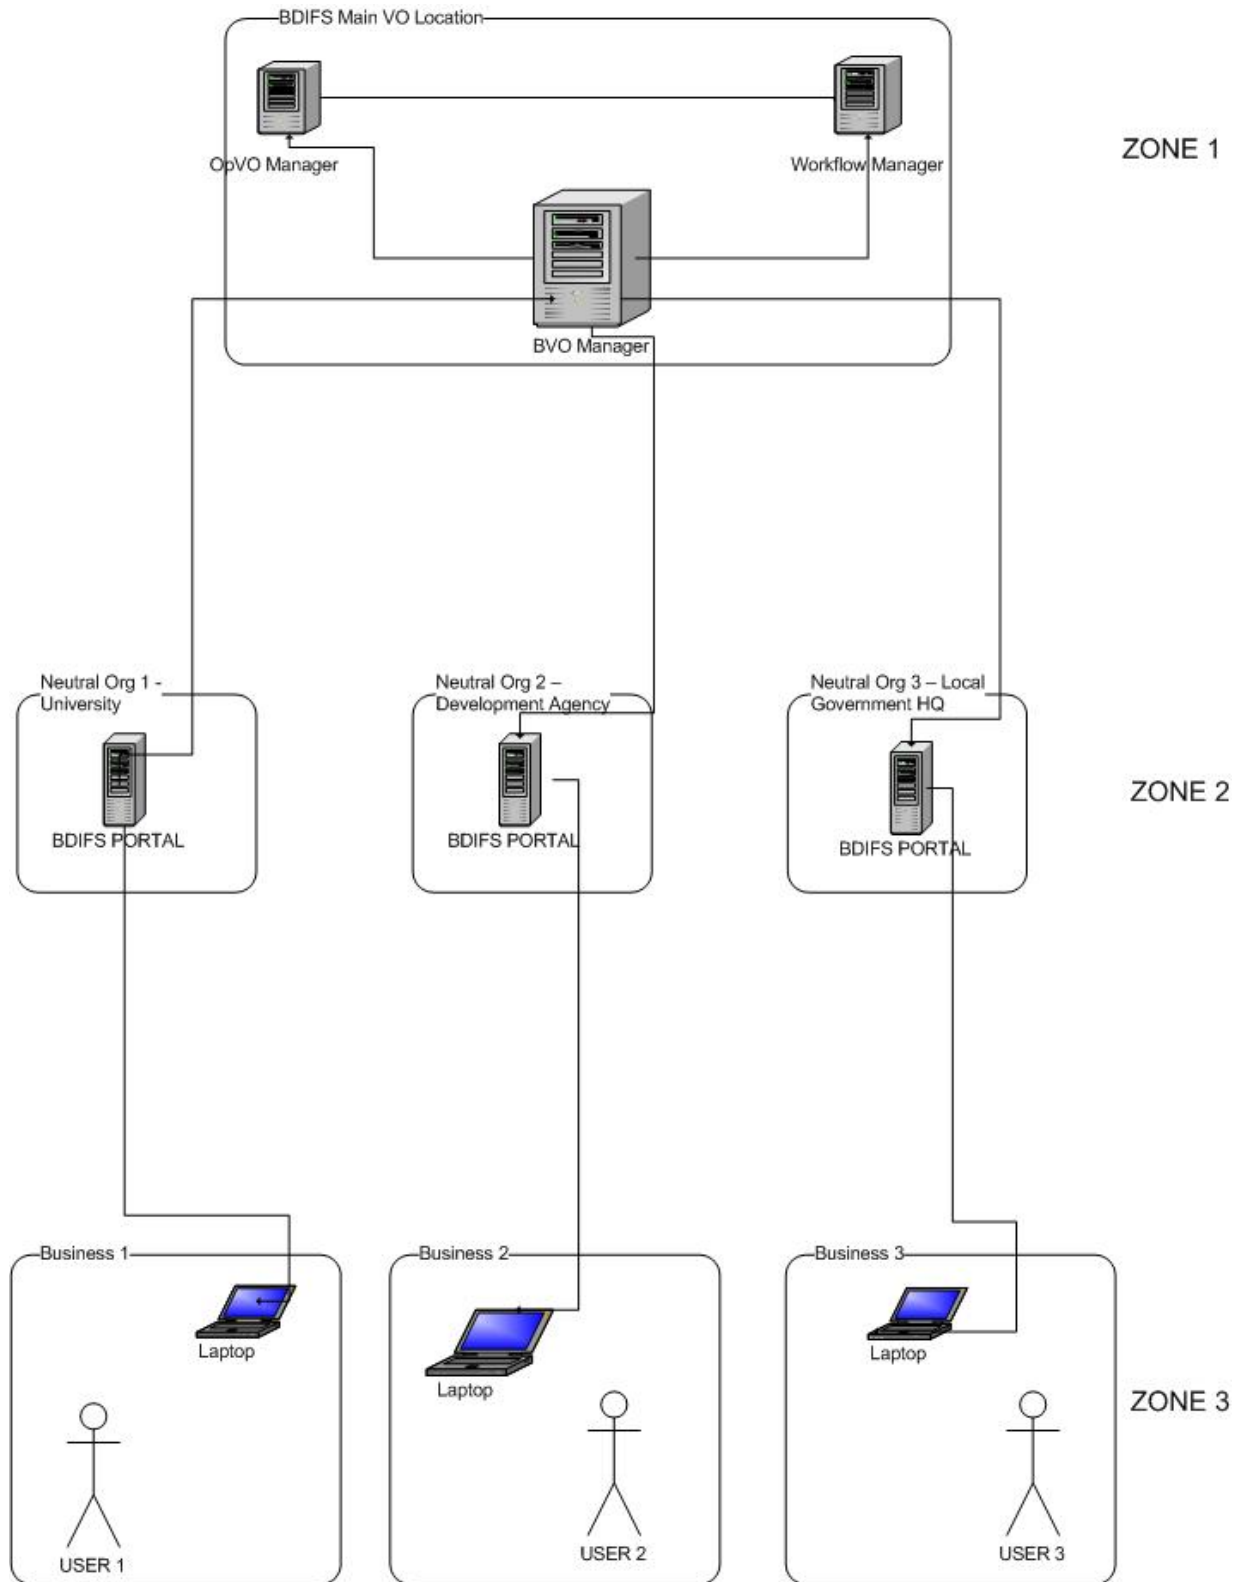 BDIFS Main VO Location
ZONE 1
OpVO Manager
Workflow Manager
BVO Manager
Neutral Org 1 -
University
Neutral Org 2 –
Development Agency
Neutral Org 3 – Local
Government HQ
ZONE 2
BDIFS PORTAL
BDIFS PORTAL
BDIFS PORTAL
Business 1
Business 2
Business 3
Laptop
Laptop
Laptop
ZONE 3
USER 1
USER 2
USER 3